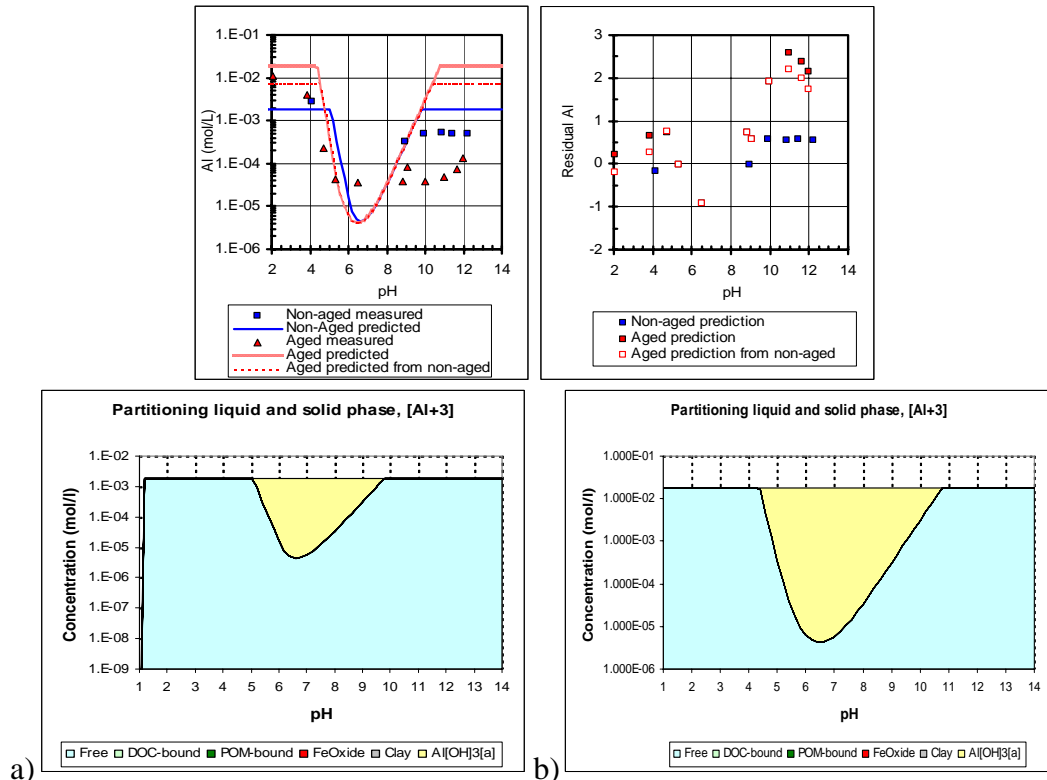 1.E-01
1.E-02
1.E-03
1.E-04
1.E-05
1.E-06
Al (mol/L)
2 4 6 8 10 12 14
pH
Non-aged measured
Non-Aged predicted
Aged measured
Aged predicted
Aged predicted from non-aged
3
2
1
0
-1
-2
Residual Al
2 4 6 8 10 12 14
pH
Non-aged prediction
Aged prediction
Aged prediction from non-aged
Partitioning liquid and solid phase, [Al+3]
1.E-02
1.E-03
1.E-04
1.E-05
1.E-06
1.E-07
1.E-08
1.E-09
Concentration (mol/l)
1 2 3 4 5 6 7 8 9 10 11 12 13 14
pH
Free DOC-bound POM-bound FeOxide Clay Al[OH]3[a]
a)
Partitioning liquid and solid phase, [Al+3]
1.000E-01
1.000E-02
1.000E-03
1.000E-04
1.000E-05
1.000E-06
Concentration (mol/l)
1 2 3 4 5 6 7 8 9 10 11 12 13 14
pH
Free DOC-bound POM-bound FeOxide Clay Al[OH]3[a]
b)